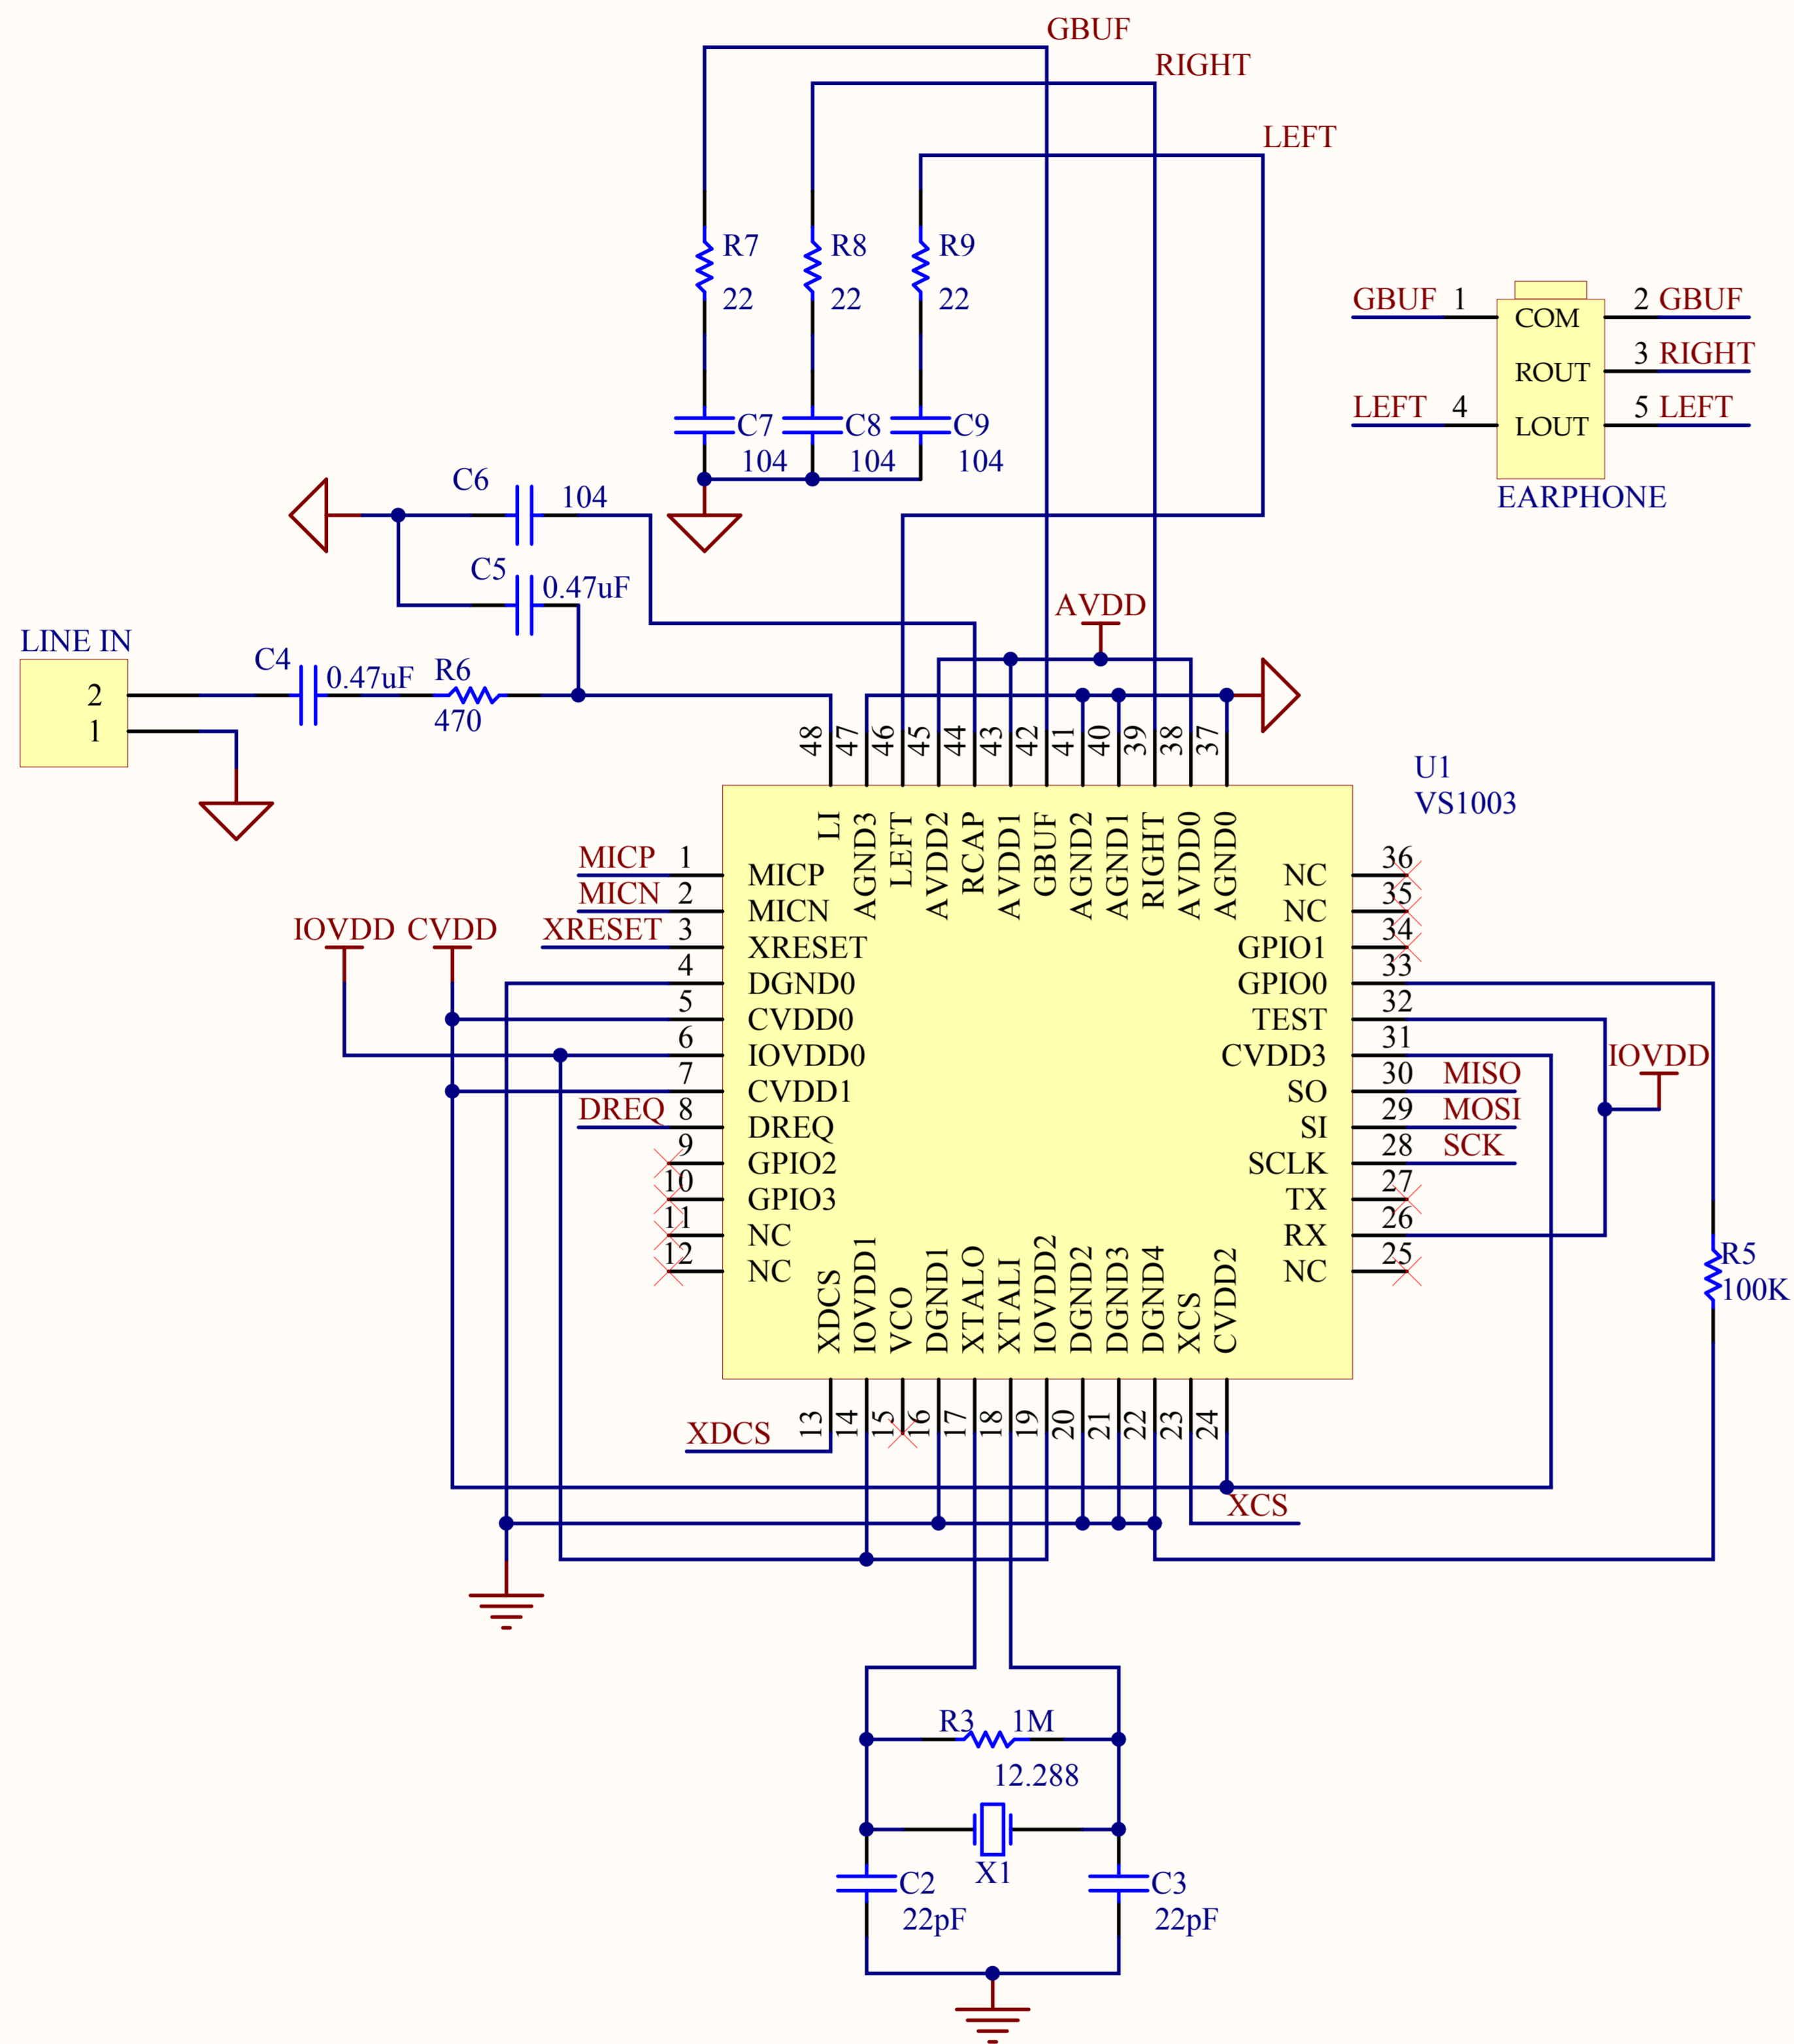 GBUF
RIGHT
LEFT
R7
22
R8
22
R9
22
C7
104
C8
104
C9
104
GBUF 1
COM
2 GBUF
ROUT
3 RIGHT
LEFT 4
LOUT
5 LEFT
EARPHONE
C6
104
C5
0.47uF
AVDD
LINE IN
2
1
C4
0.47uF
R6
470
48
47
46
45
44
43
42
41
40
39
38
37
U1
VS1003
LI
AGND3
LEFT
AVDD2
RCAP
AVDD1
GBUF
AGND2
AGND1
RIGHT
AVDD0
AGND0
MICP 1 MICP
MICN 2 MICN
XRESET 3 XRESET
IOVDD
CVDD
4 DGND0
5 CVDD0
6 IOVDD0
7 CVDD1
DREQ 8 DREQ
9 GPIO2
10 GPIO3
11 NC
12 NC
NC 36
NC 35
GPIO1 34
GPIO0 33
TEST 32
CVDD3 31
IOVDD
SO 30 MISO
SI 29 MOSI
SCLK 28 SCK
TX 27
RX 26
NC 25
R5
100K
XDCS
IOVDD1
VCO
DGND1
XTALO
XTALI
IOVDD2
DGND2
DGND3
DGND4
XCS
CVDD2
XDCS
13
14
15
16
17
18
19
20
21
22
23
24
XCS
R3
1M
12.288
X1
C2
22pF
C3
22pF